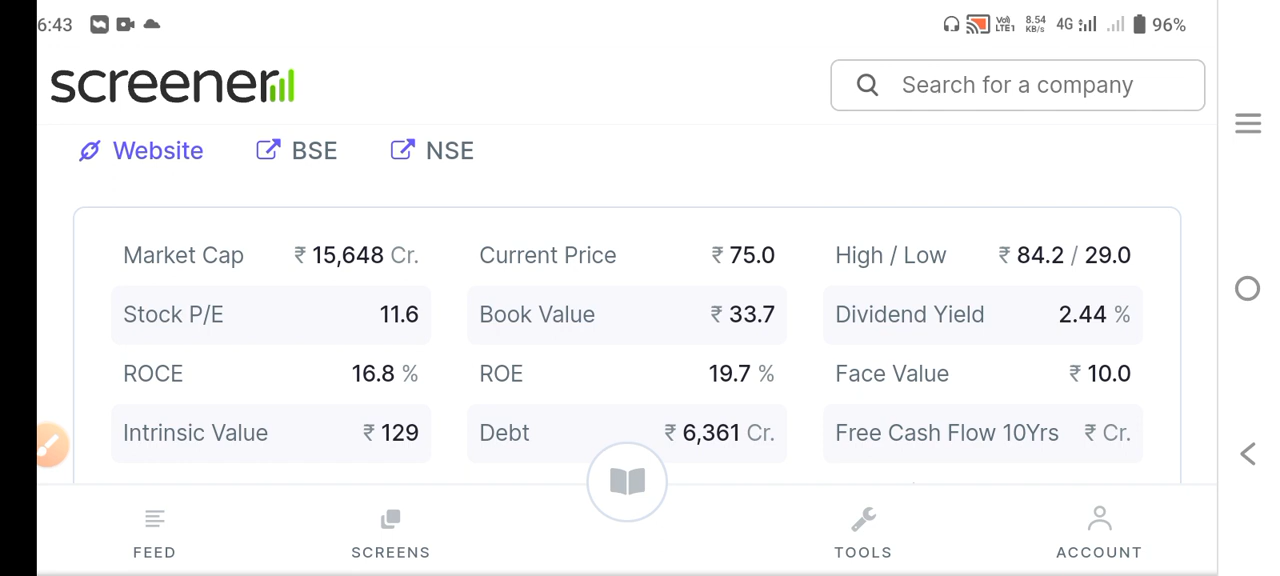 6:43 Vo) LTE1 8.54 KB/s 4G 96%
screener Search for a company
Website BSE NSE
Market Cap ₹ 15,648 Cr. Current Price ₹ 75.0 High / Low ₹ 84.2 / 29.0
Stock P/E 11.6 Book Value ₹ 33.7 Dividend Yield 2.44 %
ROCE 16.8 % ROE 19.7 % Face Value ₹ 10.0
Intrinsic Value ₹ 129 Debt ₹ 6,361 Cr. Free Cash Flow 10Yrs ₹ Cr.
FEED SCREENS TOOLS ACCOUNT